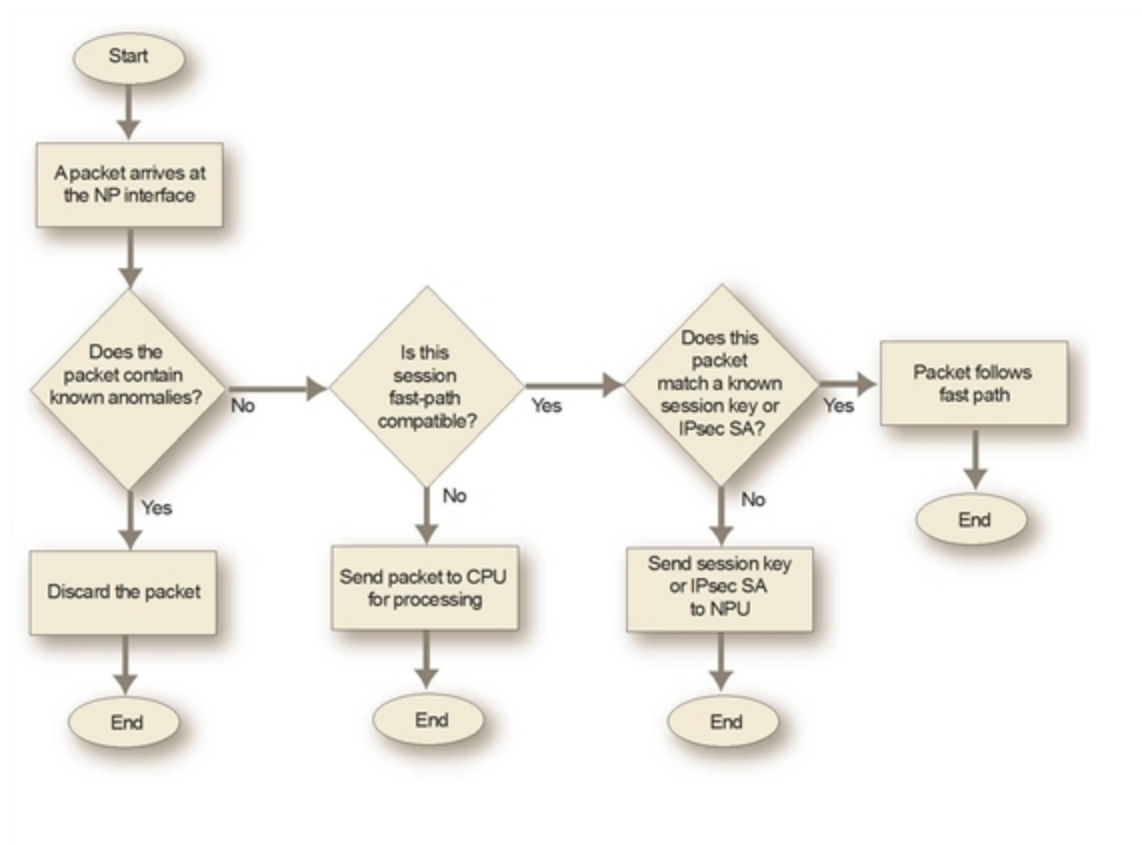 Start
A packet arrives at
the NP interface
Does the
packet contain
known anomalies?
No
Yes
Discard the packet
End
Is this
session
fast-path
compatible?
Yes
No
Send packet to CPU
for processing
End
Does this
packet
match a known
session key or
IPsec SA?
Yes
No
Send session key
or IPsec SA
to NPU
End
Packet follows
fast path
End